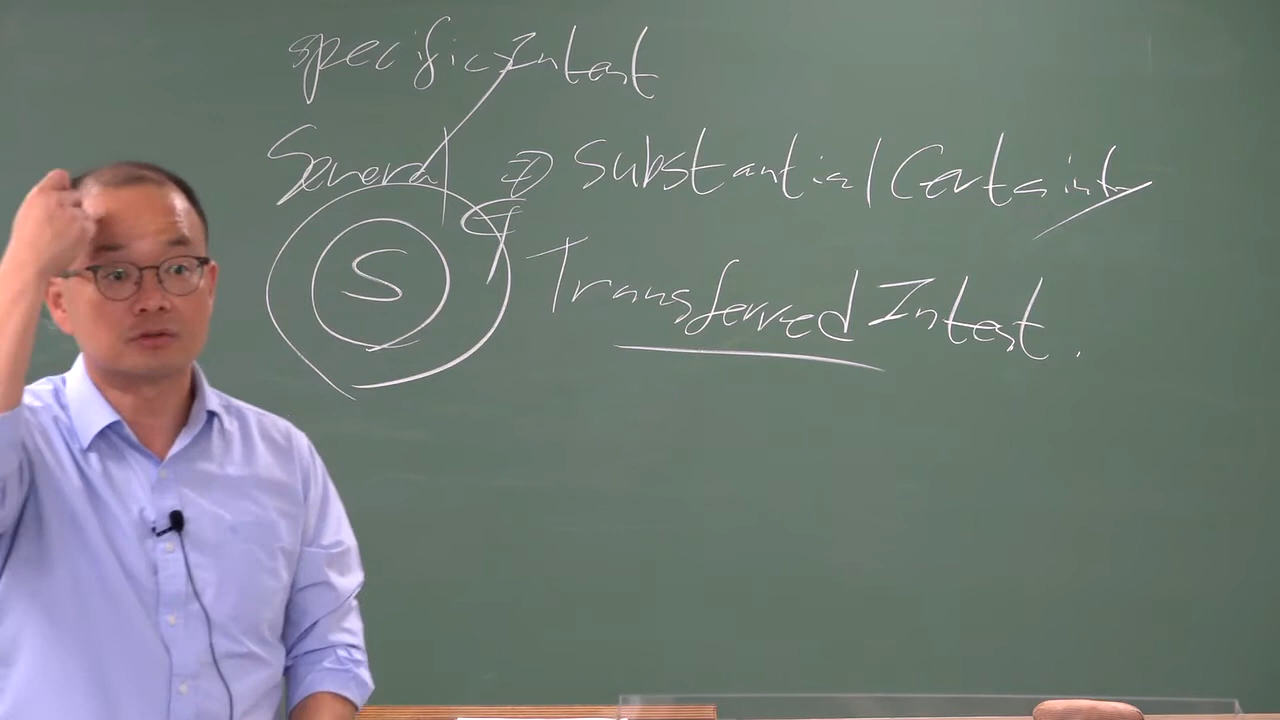 specific Intent
General ⇒ Substantial Certainty
S G
Transferred Intent.